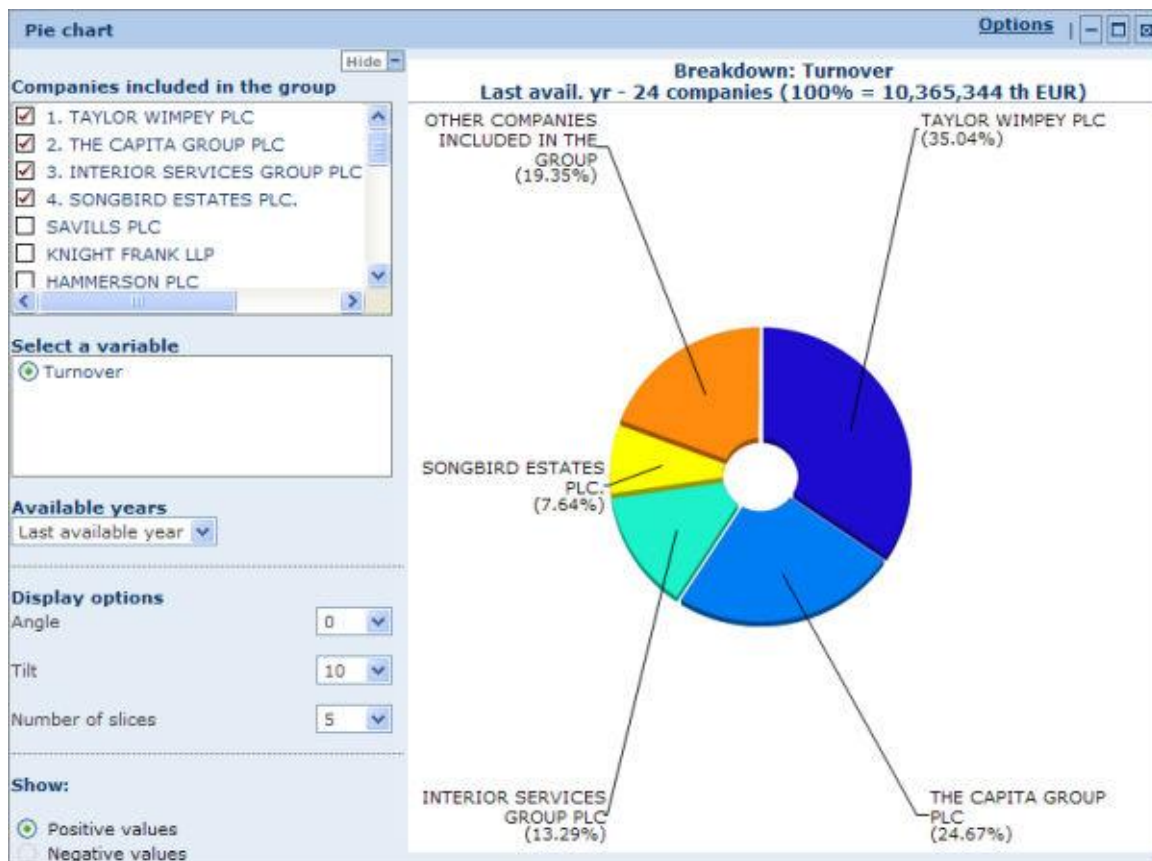 Pie chart
Options
Hide
Companies included in the group
1. TAYLOR WIMPEY PLC
2. THE CAPITA GROUP PLC
3. INTERIOR SERVICES GROUP PLC
4. SONGBIRD ESTATES PLC.
SAVILLS PLC
KNIGHT FRANK LLP
HAMMERSON PLC
Select a variable
Turnover
Available years
Last available year
Display options
Angle 0
Tilt 10
Number of slices 5
Show:
Positive values
Negative values
Breakdown: Turnover
Last avail. yr - 24 companies (100% = 10,365,344 th EUR)
OTHER COMPANIES
INCLUDED IN THE
GROUP
(19.35%)
TAYLOR WIMPEY PLC
(35.04%)
SONGBIRD ESTATES
PLC.
(7.64%)
INTERIOR SERVICES
GROUP PLC
(13.29%)
THE CAPITA GROUP
PLC
(24.67%)